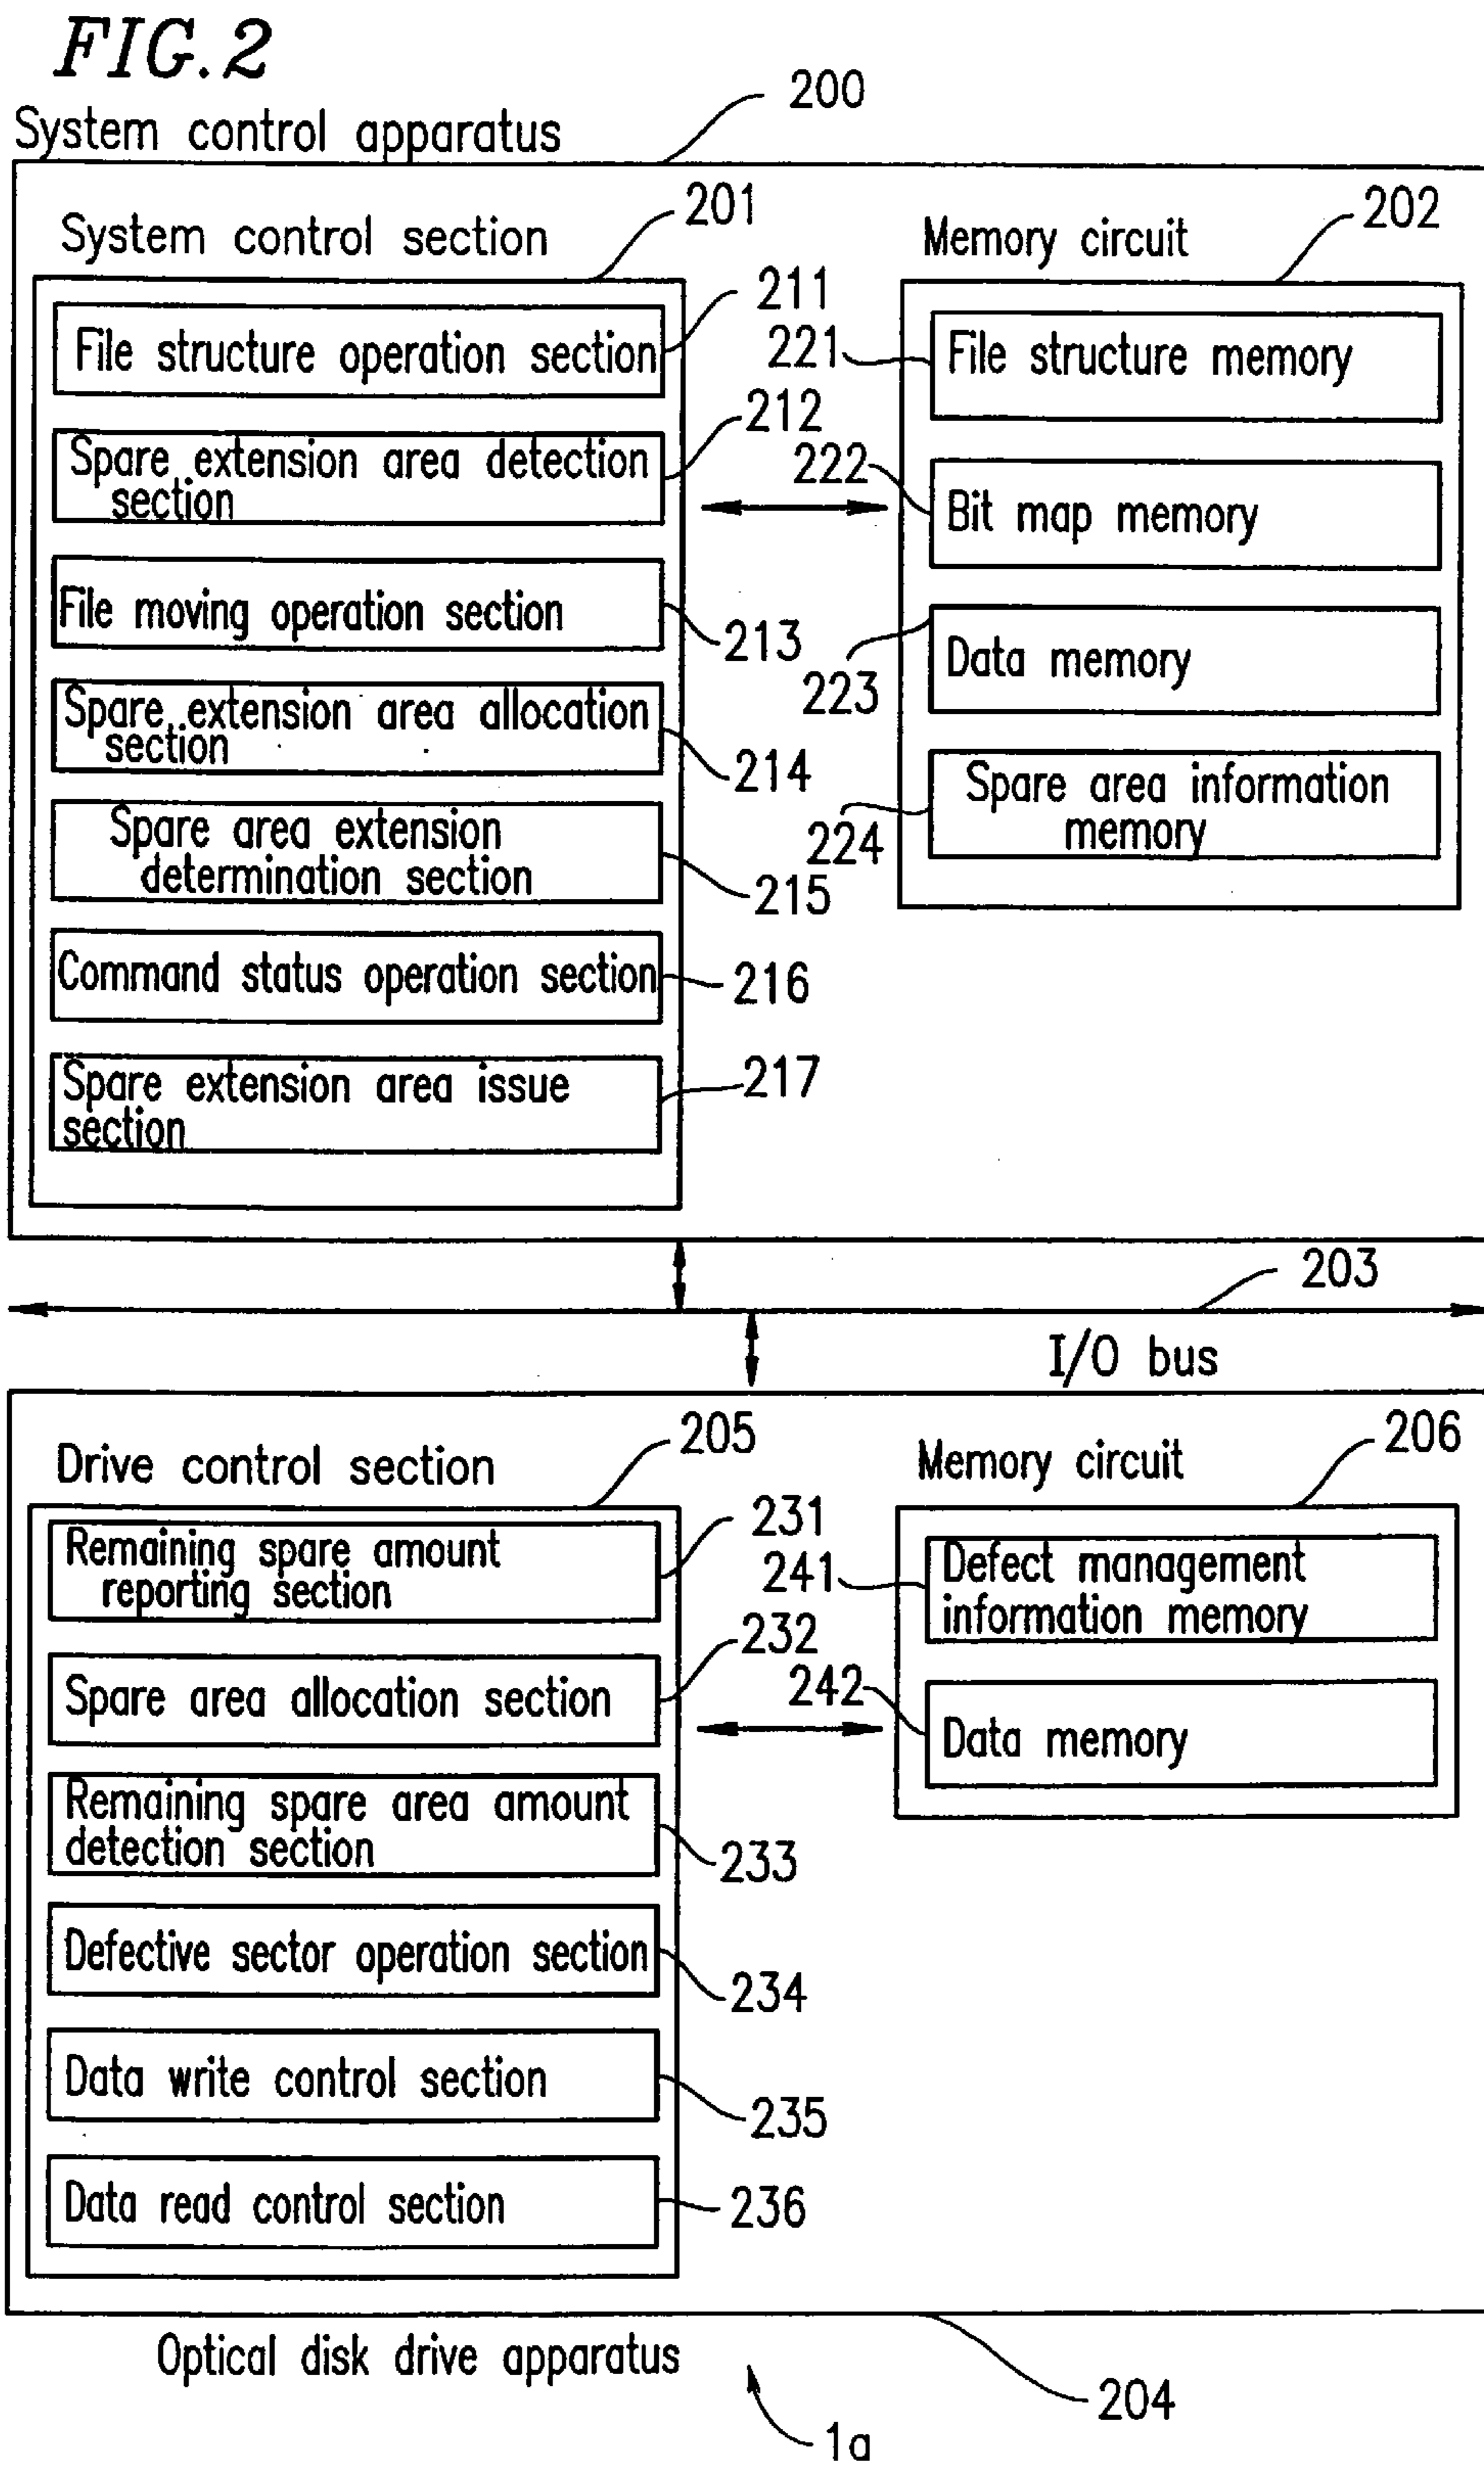 FIG.2
System control apparatus
200
System control section
201
Memory circuit
202
File structure operation section
211
Spare extension area detection
section
212
File moving operation section
213
Spare extension area allocation
section
214
Spare area extension
determination section
215
Command status operation section
216
Spare extension area issue
section
217
221
File structure memory
222
Bit map memory
223
Data memory
224
Spare area information
memory
203
I/O bus
Drive control section
205
Memory circuit
206
Remaining spare amount
reporting section
231
Spare area allocation section
232
Remaining spare area amount
detection section
233
Defective sector operation section
234
Data write control section
235
Data read control section
236
241
Defect management
information memory
242
Data memory
Optical disk drive apparatus
204
1a